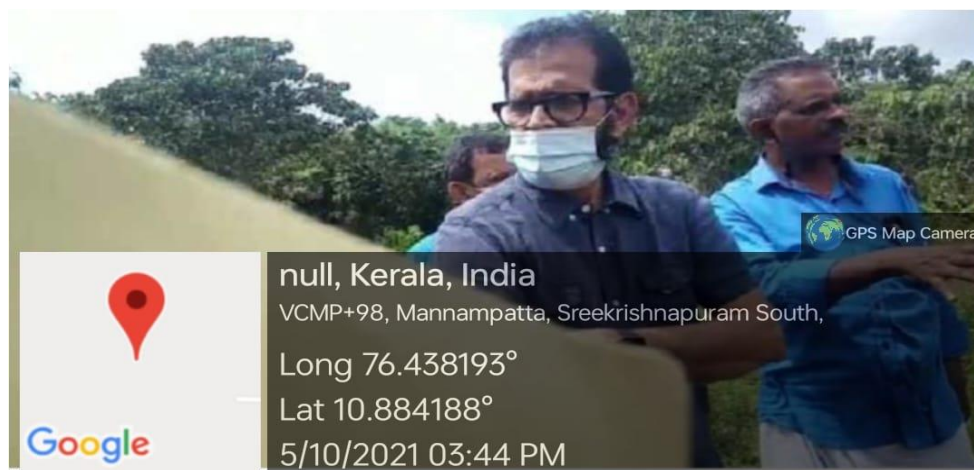 GPS Map Camera
null, Kerala, India
VCMP+98, Mannampatta, Sreekrishnapuram South,
Long 76.438193°
Lat 10.884188°
5/10/2021 03:44 PM
Google